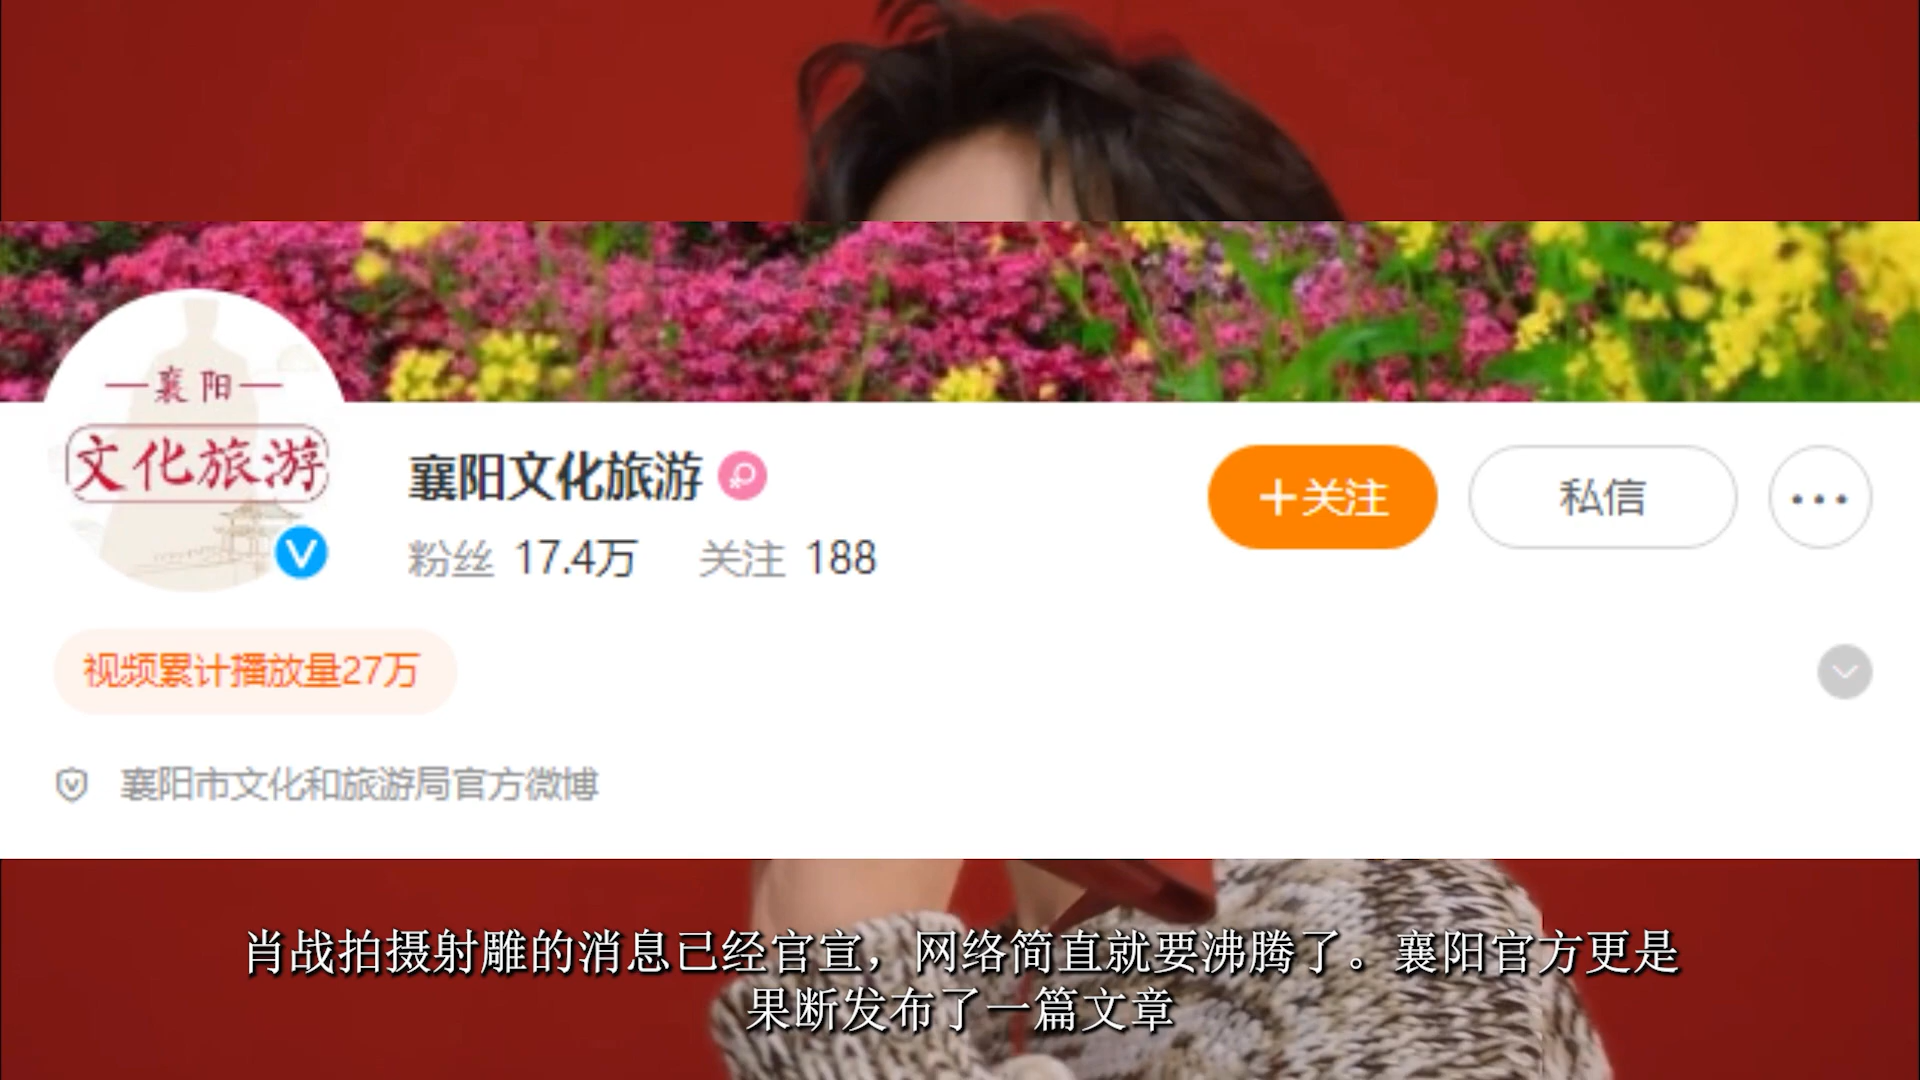 襄阳
文化旅游
襄阳文化旅游
粉丝 17.4万 关注 188
+关注
私信
视频累计播放量27万
襄阳市文化和旅游局官方微博
肖战拍摄射雕的消息已经官宣，网络简直就要沸腾了。襄阳官方更是
果断发布了一篇文章